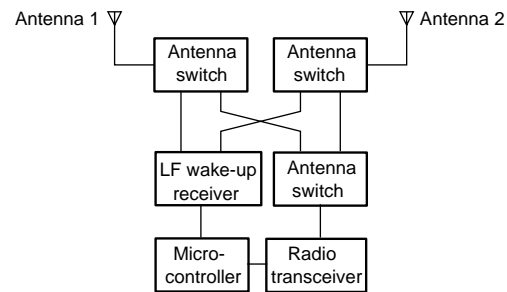 Antenna 1
Antenna 2
Antenna
switch
Antenna
switch
LF wake-up
receiver
Antenna
switch
Micro-
controller
Radio
transceiver